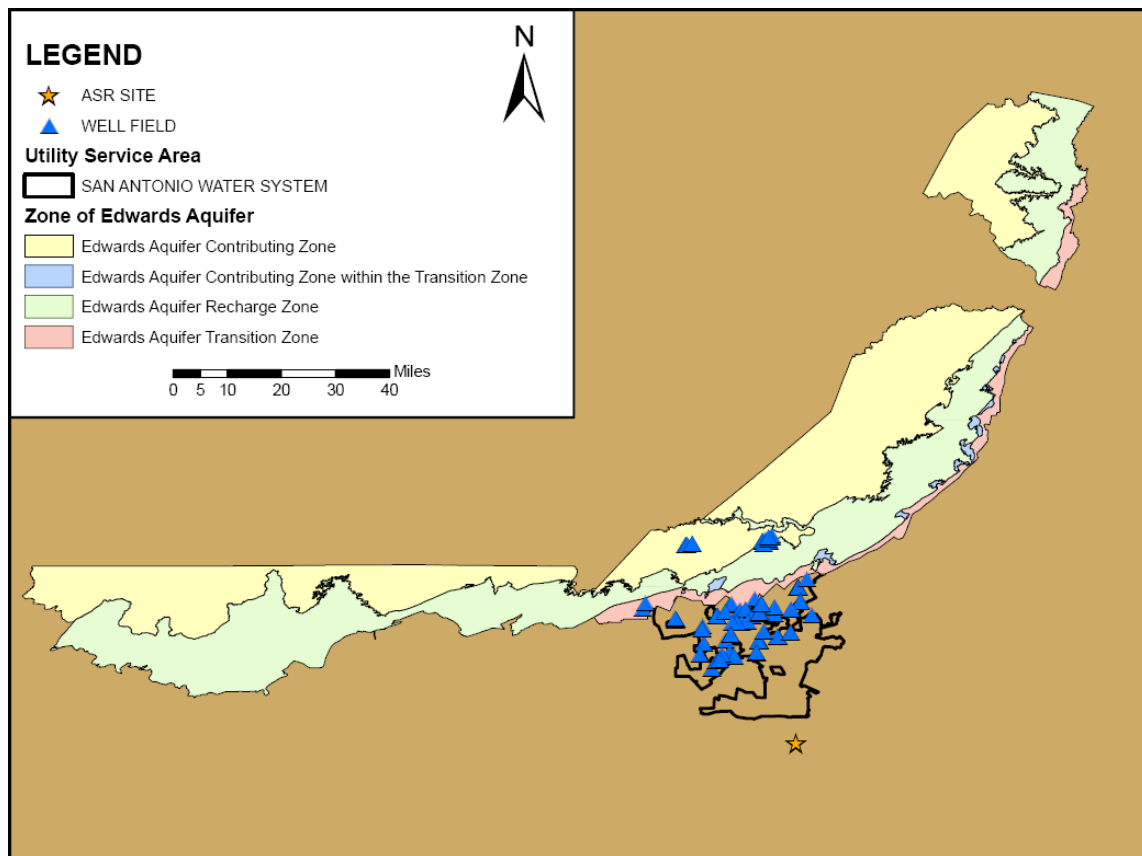 LEGEND
N
ASR SITE
WELL FIELD
Utility Service Area
SAN ANTONIO WATER SYSTEM
Zone of Edwards Aquifer
Edwards Aquifer Contributing Zone
Edwards Aquifer Contributing Zone within the Transition Zone
Edwards Aquifer Recharge Zone
Edwards Aquifer Transition Zone
Miles
0 5 10 20 30 40